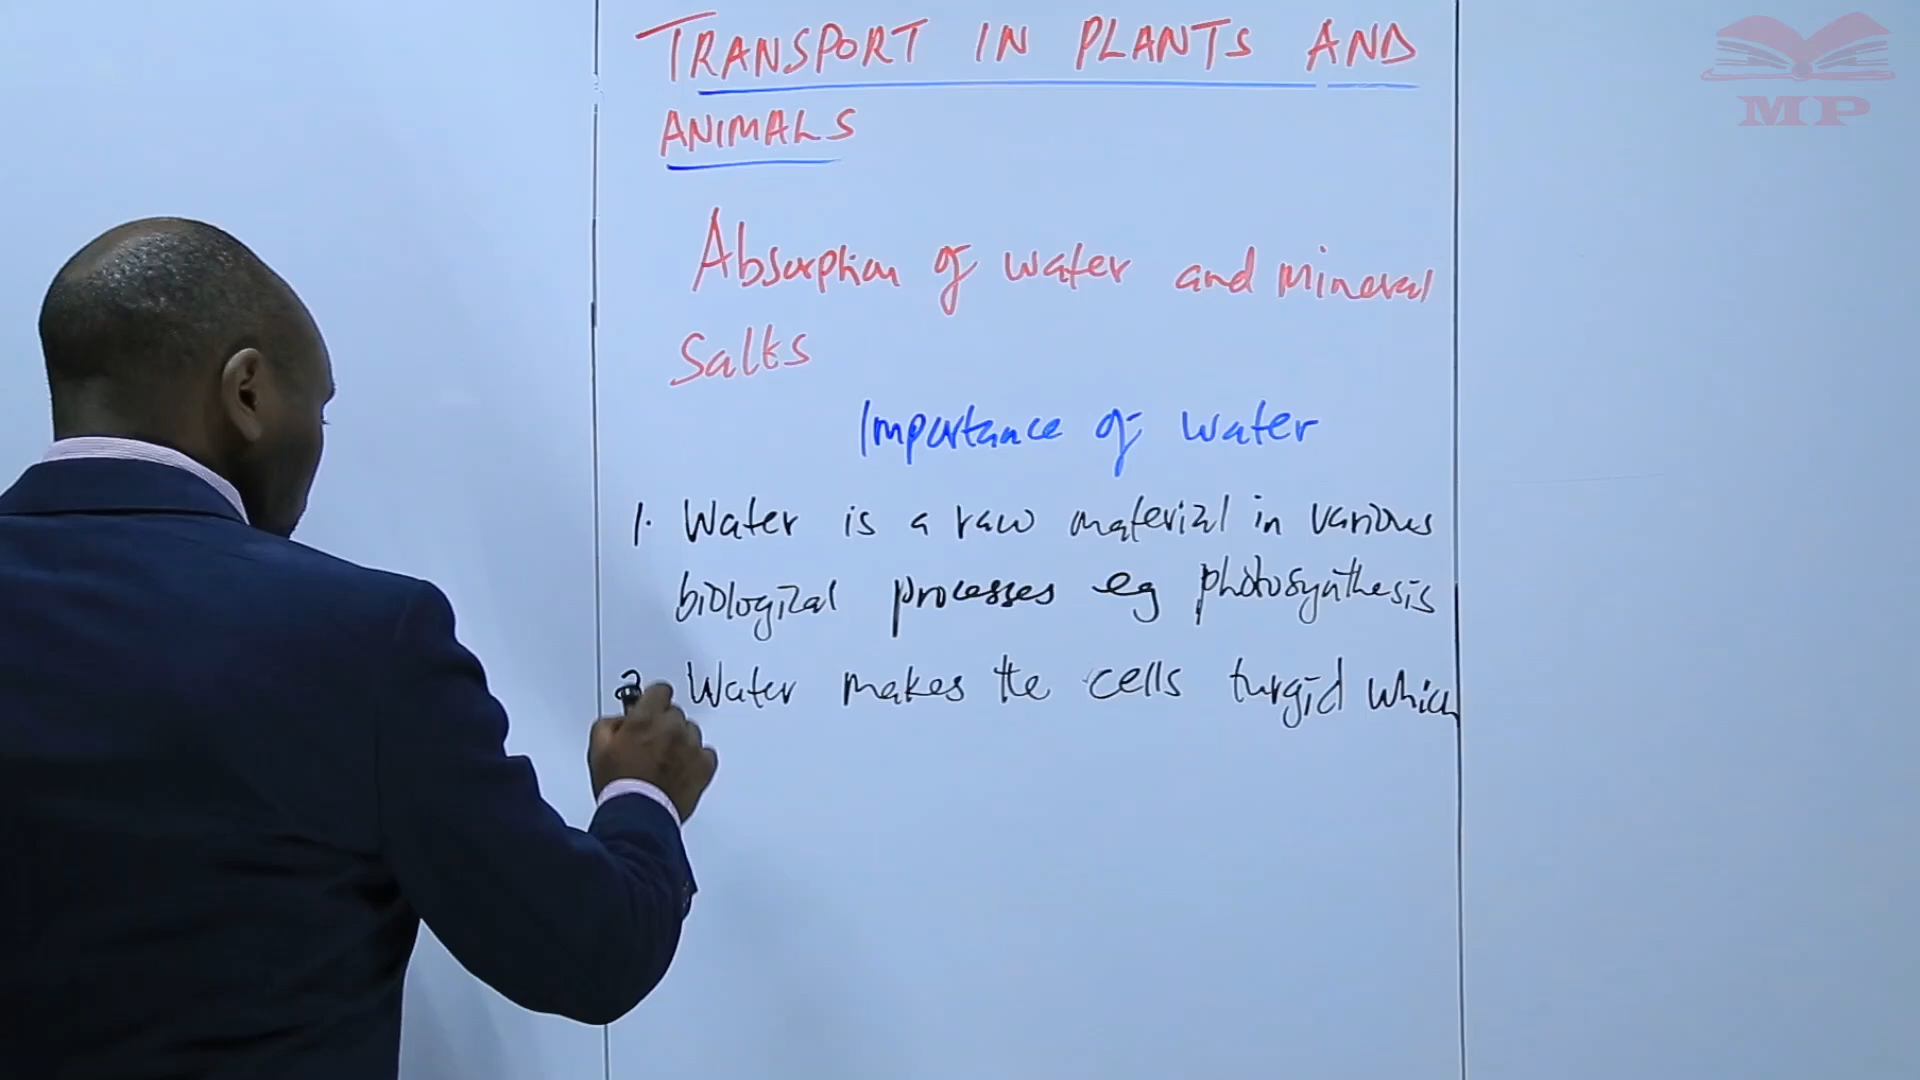 TRANSPORT IN PLANTS AND
ANIMALS
Absorption of water and mineral
Salts
Importance of water
1. Water is a raw material in various
biological processes eg photosynthesis
2. Water makes the cells turgid which
MP